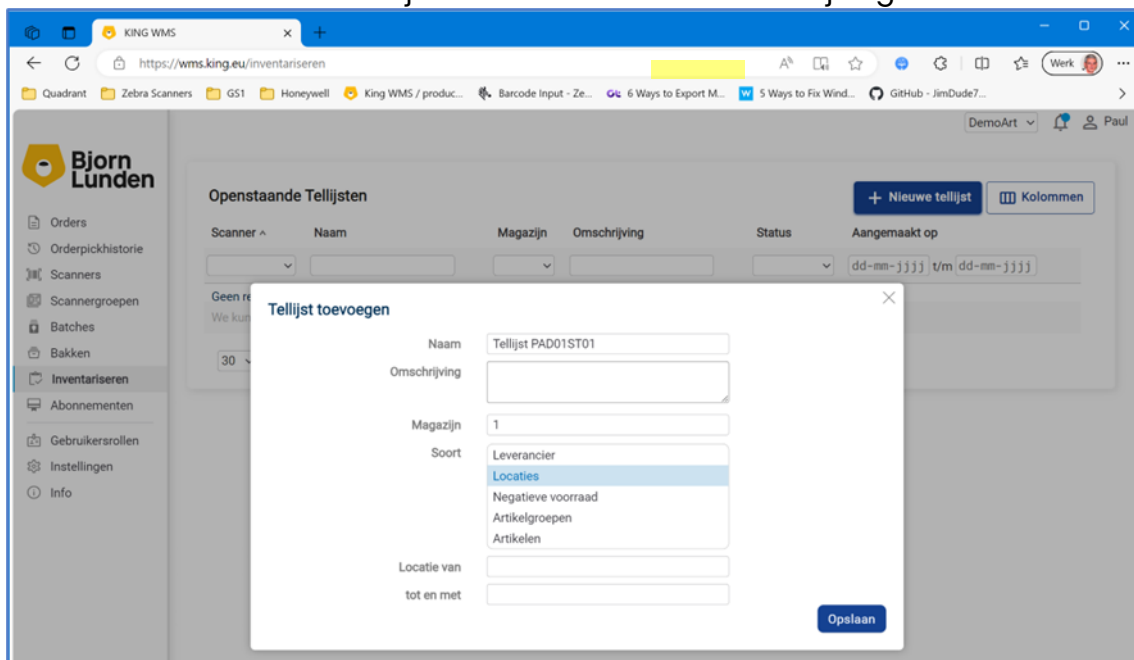 KING WMS
https://wms.king.eu/inventariseren
Werk
Quadrant Zebra Scanners GS1 Honeywell King WMS / produc... Barcode Input - Ze... 6 Ways to Export M... 5 Ways to Fix Wind... GitHub - JimDude7...
DemoArt Paul
Bjorn
Lunden
Orders
Orderpickhistorie
Scanners
Scannergroepen
Batches
Bakken
Inventariseren
Abonnementen
Gebruikersrollen
Instellingen
Info
Openstaande Tellijsten
+ Nieuwe tellijst Kolommen
Scanner Naam Magazijn Omschrijving Status Aangemaakt op
dd-mm-jjjj t/m dd-mm-jjjj
Geen re
We kun
30
Tellijst toevoegen
Naam Tellijst PAD01ST01
Omschrijving
Magazijn 1
Soort Leverancier
Locaties
Negatieve voorraad
Artikelgroepen
Artikelen
Locatie van
tot en met
Opslaan